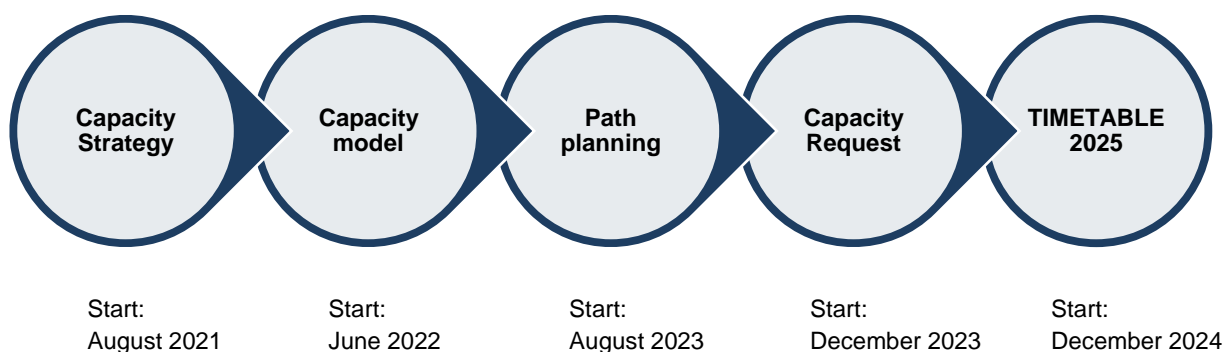 Capacity
Strategy
Capacity
model
Path
planning
Capacity
Request
TIMETABLE
2025
Start:
August 2021
Start:
June 2022
Start:
August 2023
Start:
December 2023
Start:
December 2024